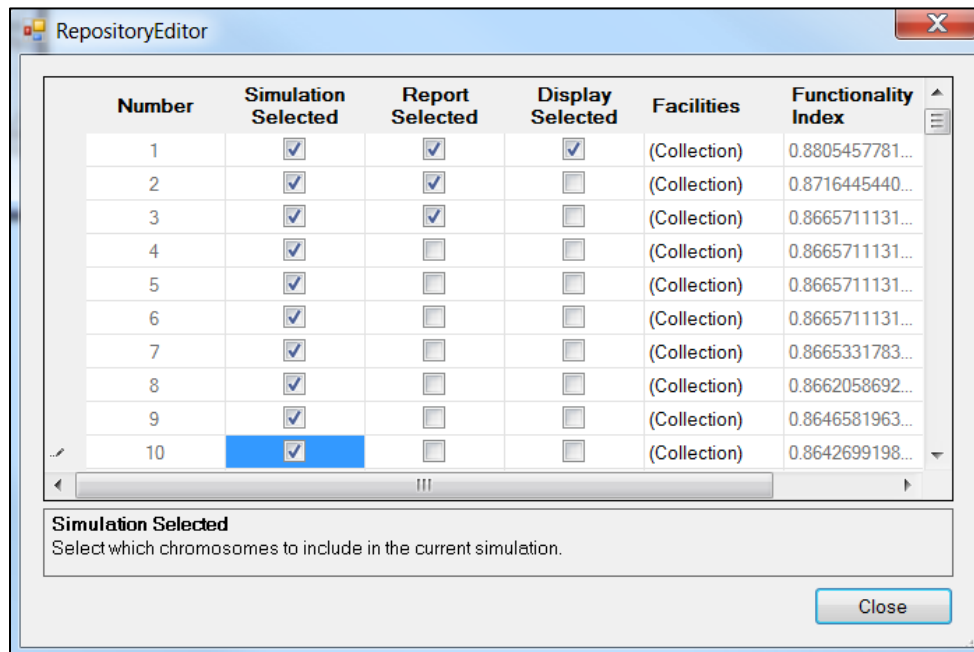 RepositoryEditor
Number Simulation Selected Report Selected Display Selected Facilities Functionality Index
1 (Collection) 0.8805457781...
2 (Collection) 0.8716445440...
3 (Collection) 0.8665711131...
4 (Collection) 0.8665711131...
5 (Collection) 0.8665711131...
6 (Collection) 0.8665711131...
7 (Collection) 0.8665331783...
8 (Collection) 0.8662058692...
9 (Collection) 0.8646581963...
10 (Collection) 0.8642699198...
Simulation Selected
Select which chromosomes to include in the current simulation.
Close